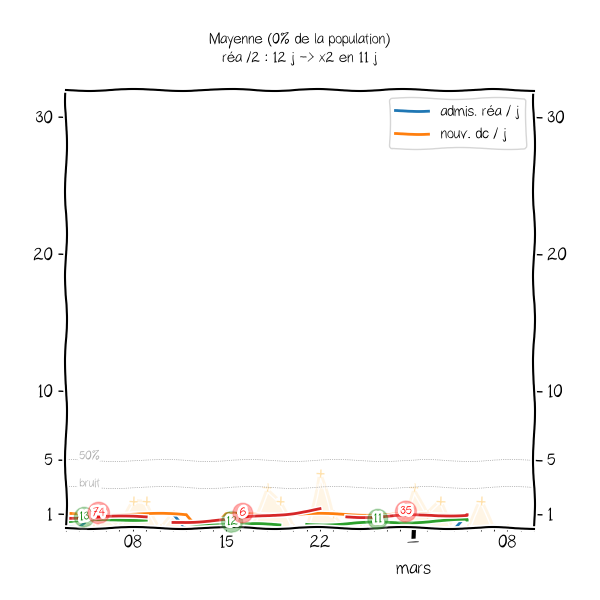 Mayenne (0% de la population)
réa /2 : 12 j -> x2 en 11 j
admis. réa / j
nouv. dc / j
30 30
20 20
10 10
5 50% 5
bruit
1 13 74 12 6 11 35 1
08 15 22 1 08
mars